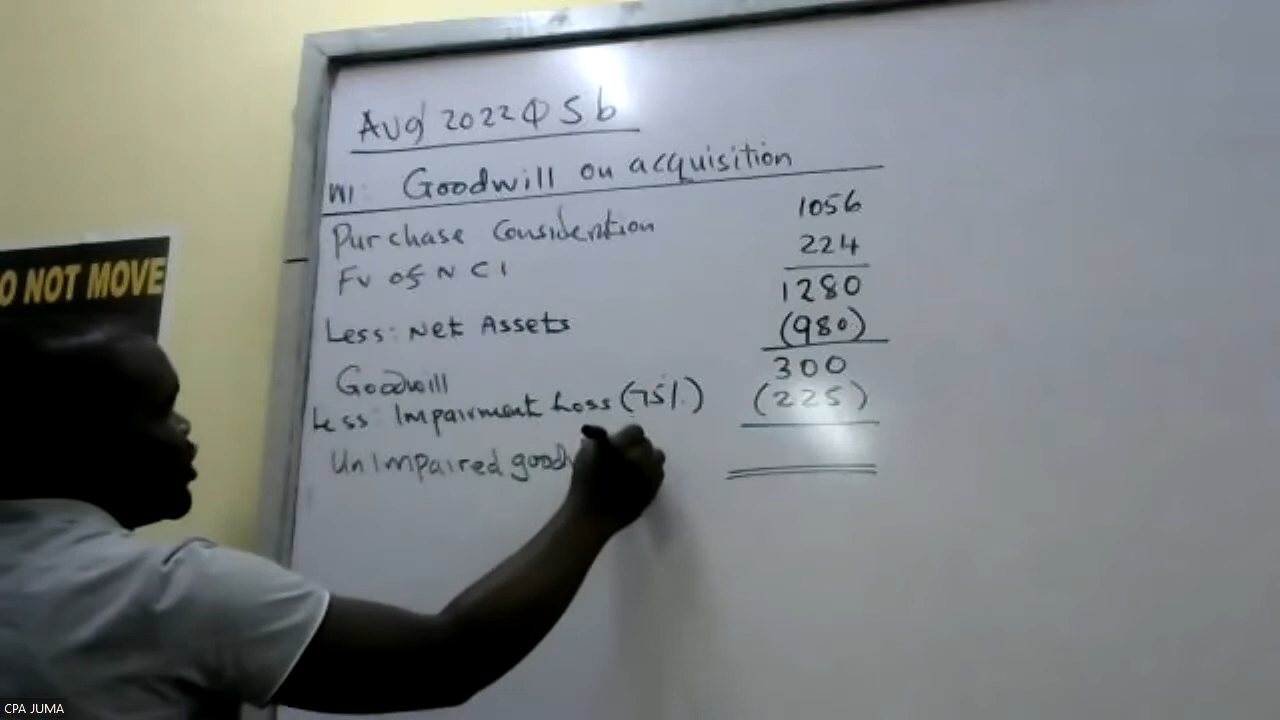 Aug 2022 Q 5 b
W1: Goodwill on acquisition
Purchase Consideration 1056
FV of NCI 224
1280
Less: Net Assets (980)
Goodwill 300
Less: Impairment Loss (75%) (225)
Unimpaired good
DO NOT MOVE
CPA JUMA